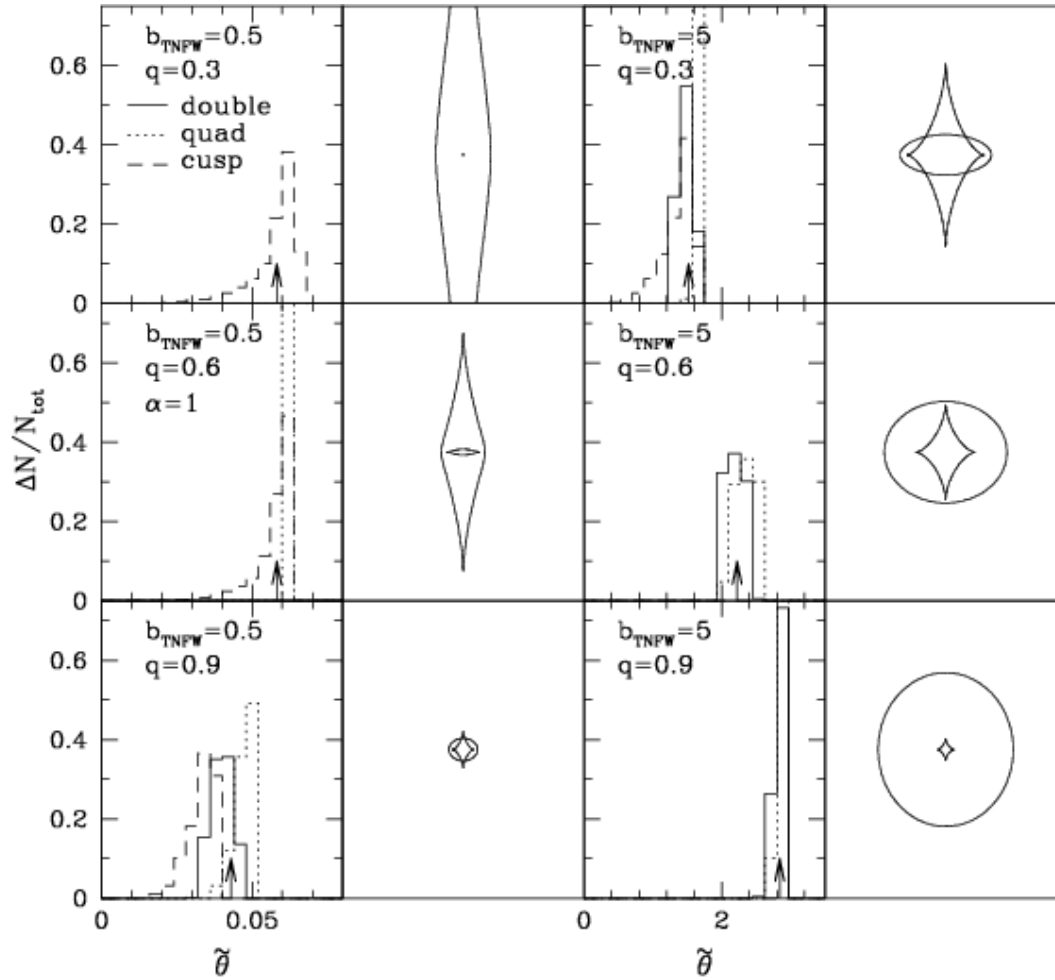 b_TNFW=0.5
q=0.3
double
quad
cusp
0.6
0.4
0.2
0
b_TNFW=5
q=0.3
b_TNFW=0.5
q=0.6
α=1
0.6
0.4
0.2
0
ΔN/N_tot
b_TNFW=5
q=0.6
b_TNFW=0.5
q=0.9
0.6
0.4
0.2
0
b_TNFW=5
q=0.9
0 0.05
θ̃
0 2
θ̃